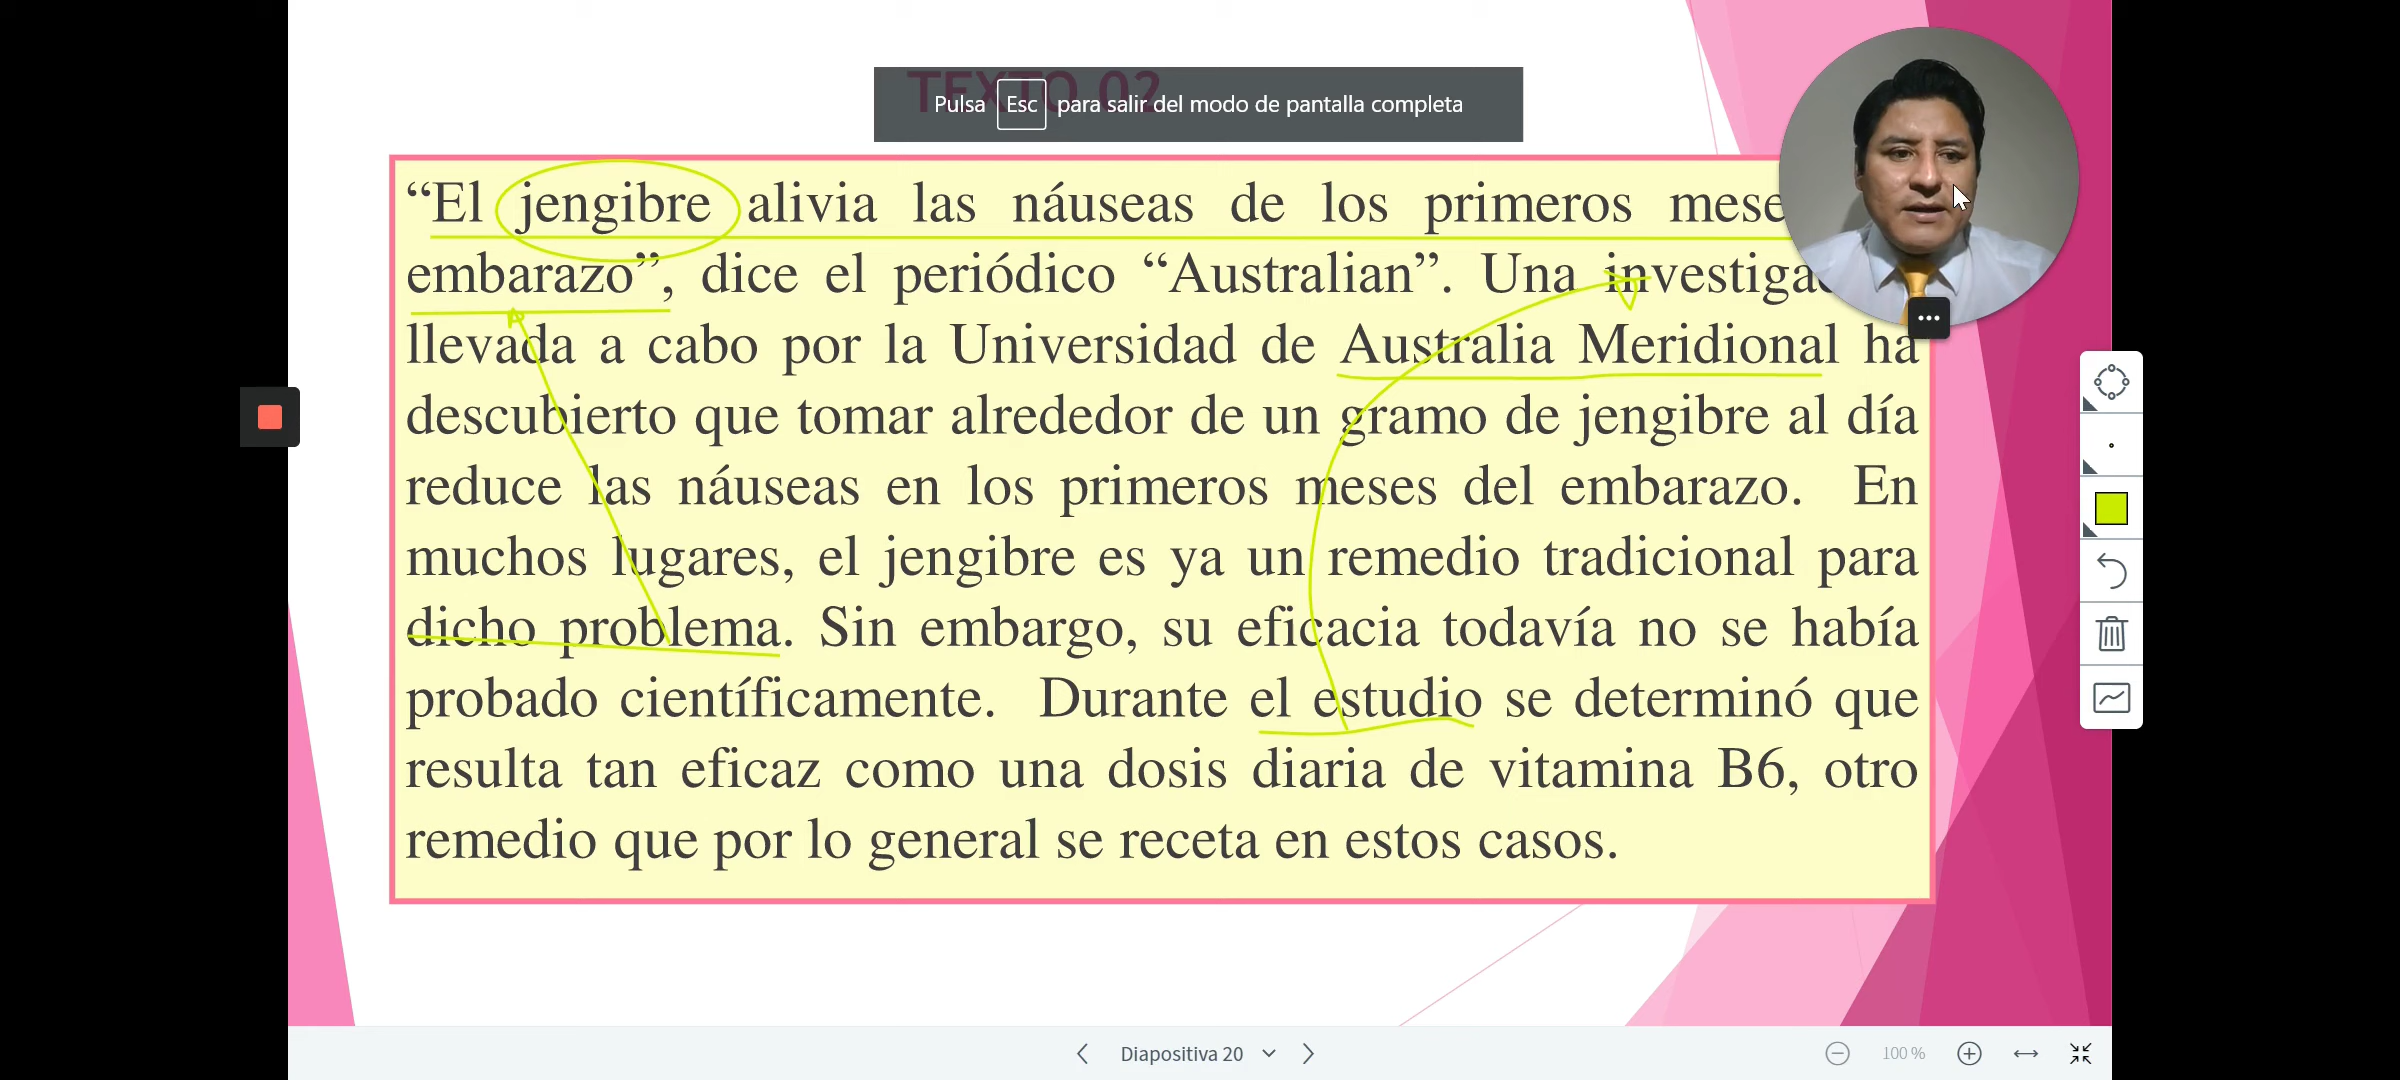 TEXTO 02
Pulsa Esc para salir del modo de pantalla completa
“El jengibre alivia las náuseas de los primeros
embarazo”, dice el periódico “Australian”. Una
llevada a cabo por la Universidad de Australia Meridional ha
descubierto que tomar alrededor de un gramo de jengibre al día
reduce las náuseas en los primeros meses del embarazo. En
muchos lugares, el jengibre es ya un remedio tradicional para
dicho problema. Sin embargo, su eficacia todavía no se había
probado científicamente. Durante el estudio se determinó que
resulta tan eficaz como una dosis diaria de vitamina B6, otro
remedio que por lo general se receta en estos casos.
Diapositiva 20
100 %